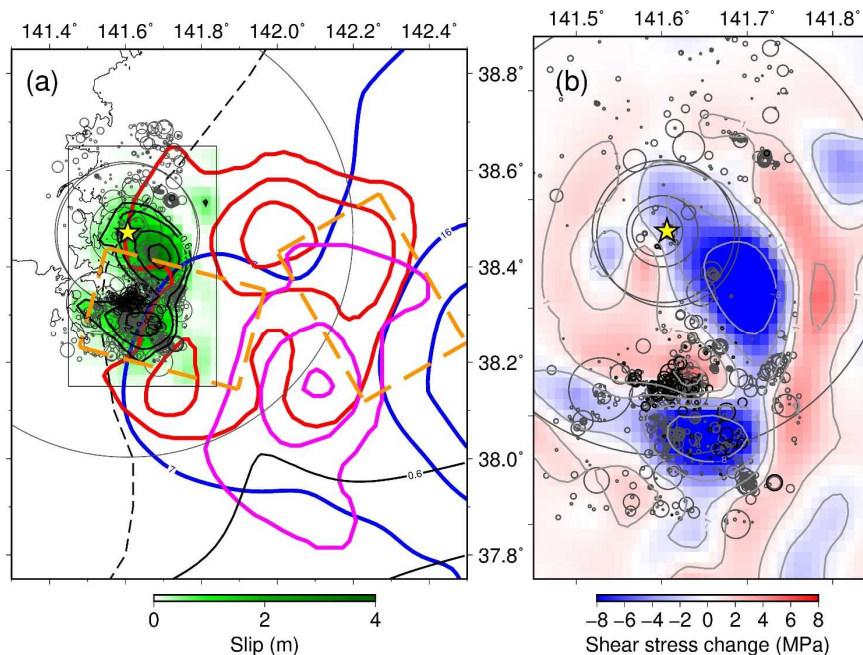 141.4° 141.6° 141.8° 142.0° 142.2° 142.4°
(a)
38.8°
38.6°
38.4°
38.2°
38.0°
37.8°
16
7
0.6
0 2 4
Slip (m)
141.5° 141.6° 141.7° 141.8°
(b)
−8 −6 −4 −2 0 2 4 6 8
Shear stress change (MPa)